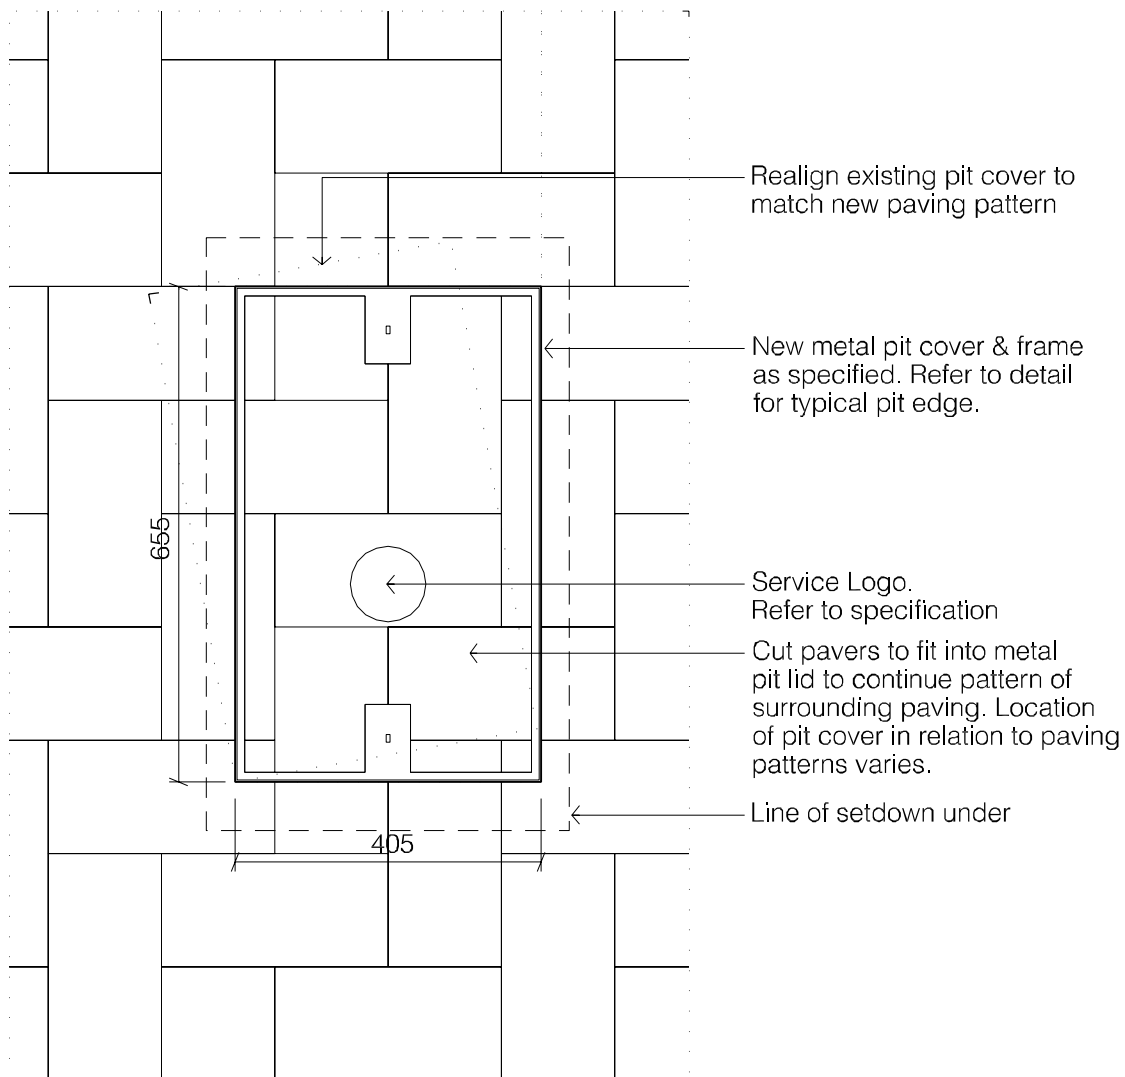 Realign existing pit cover to
match new paving pattern
New metal pit cover & frame
as specified. Refer to detail
for typical pit edge.
655
Service Logo.
Refer to specification
Cut pavers to fit into metal
pit lid to continue pattern of
surrounding paving. Location
of pit cover in relation to paving
patterns varies.
Line of setdown under
405